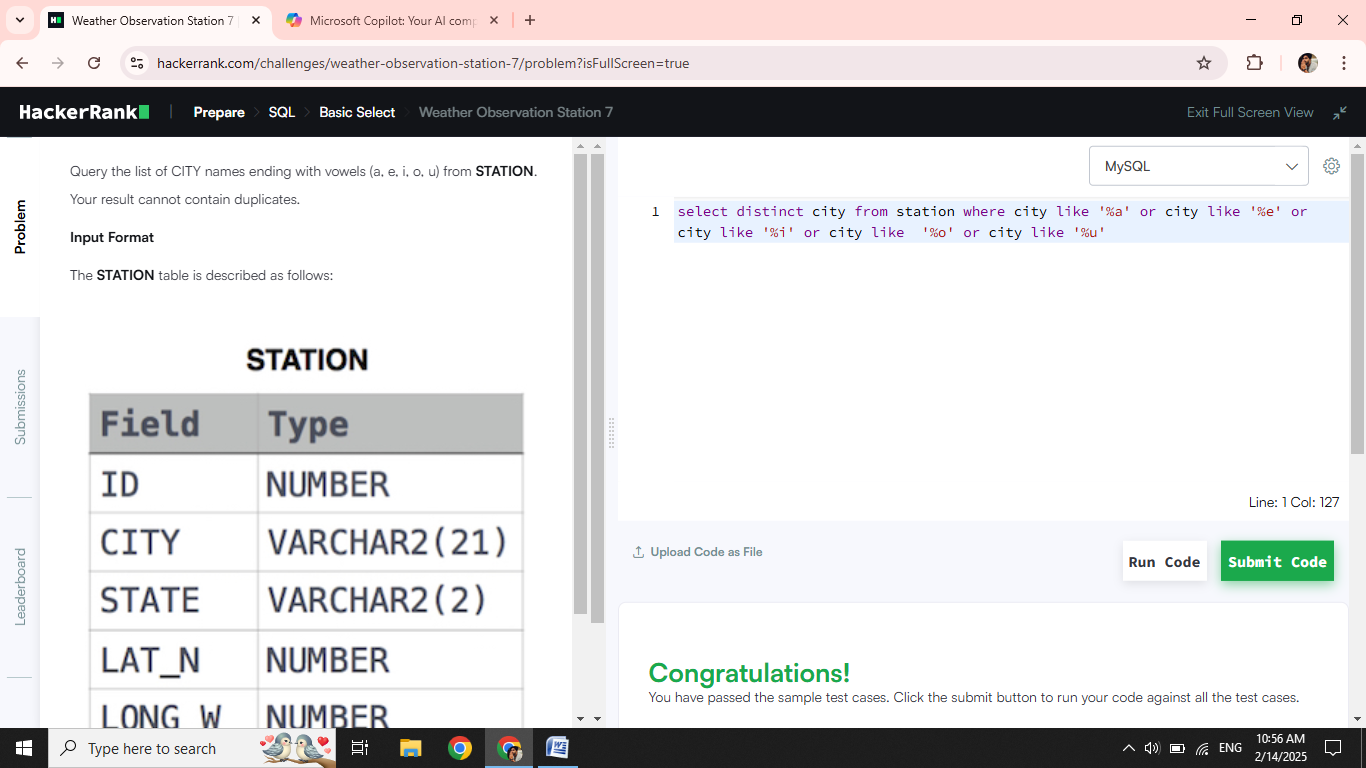 Weather Observation Station 7
Microsoft Copilot: Your AI comp
hackerrank.com/challenges/weather-observation-station-7/problem?isFullScreen=true
HackerRank
Prepare
SQL
Basic Select
Weather Observation Station 7
Exit Full Screen View
Problem
Submissions
Leaderboard
Query the list of CITY names ending with vowels (a, e, i, o, u) from STATION.
Your result cannot contain duplicates.
Input Format
The STATION table is described as follows:
STATION
Field Type
ID NUMBER
CITY VARCHAR2(21)
STATE VARCHAR2(2)
LAT_N NUMBER
LONG_W NUMBER
MySQL
1 select distinct city from station where city like '%a' or city like '%e' or
city like '%i' or city like  '%o' or city like '%u'
Line: 1 Col: 127
Upload Code as File
Run Code
Submit Code
Congratulations!
You have passed the sample test cases. Click the submit button to run your code against all the test cases.
Type here to search
ENG
10:56 AM
2/14/2025